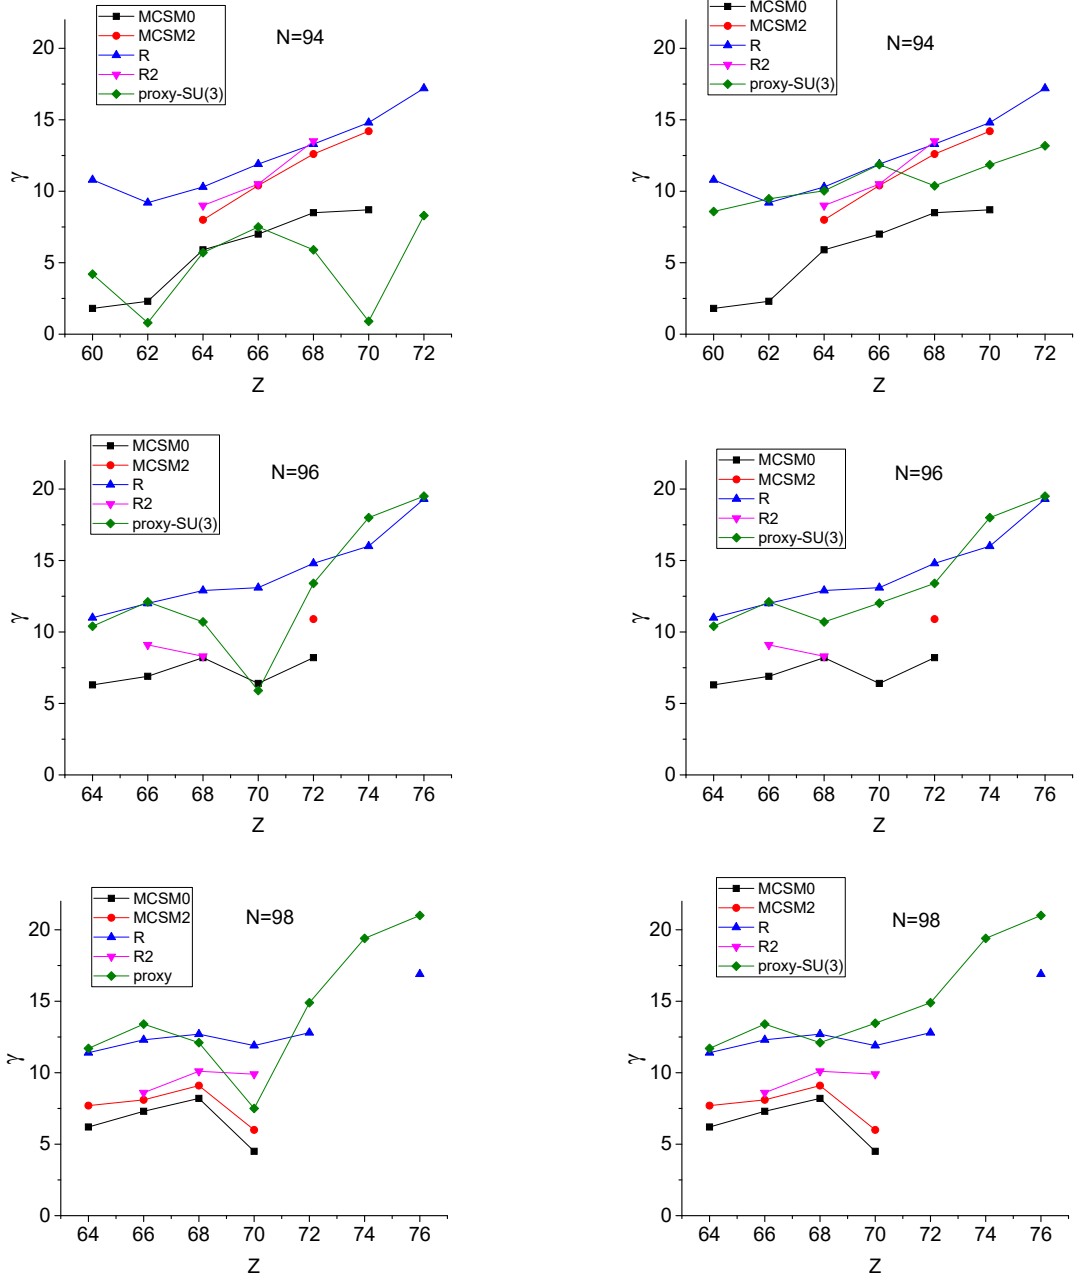 MCSM0
MCSM2
R
R2
proxy-SU(3)
N=94
20
15
10
5
0
γ
60 62 64 66 68 70 72
Z
MCSM0
MCSM2
R
R2
proxy-SU(3)
N=94
20
15
10
5
0
γ
60 62 64 66 68 70 72
Z
MCSM0
MCSM2
R
R2
proxy-SU(3)
N=96
20
15
10
5
0
γ
64 66 68 70 72 74 76
Z
MCSM0
MCSM2
R
R2
proxy-SU(3)
N=96
20
15
10
5
0
γ
64 66 68 70 72 74 76
Z
MCSM0
MCSM2
R
R2
proxy
N=98
20
15
10
5
0
γ
64 66 68 70 72 74 76
Z
MCSM0
MCSM2
R
R2
proxy-SU(3)
N=98
20
15
10
5
0
γ
64 66 68 70 72 74 76
Z